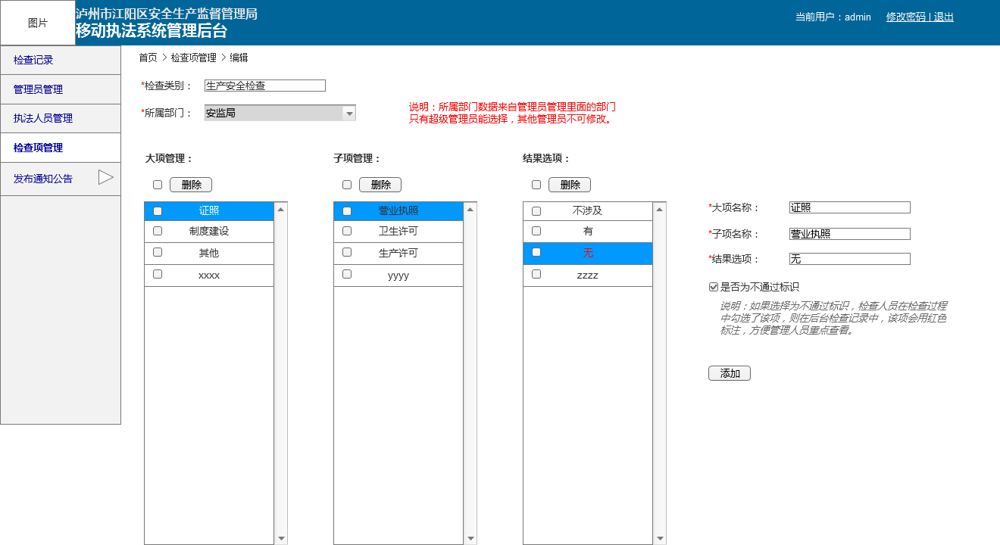 图片
泸州市江阳区安全生产监督管理局
移动执法系统管理后台
当前用户：admin
修改密码 | 退出
检查记录
管理员管理
执法人员管理
检查项管理
发布通知公告
首页 > 检查项管理 > 编辑
*检查类别： 生产安全检查
*所属部门： 安监局
说明：所属部门数据来自管理员管理里面的部门
只有超级管理员能选择，其他管理员不可修改。
大项管理：
删除
证照
制度建设
其他
xxxx
子项管理：
删除
营业执照
卫生许可
生产许可
yyyy
结果选项：
删除
不涉及
有
无
zzzz
*大项名称： 证照
*子项名称： 营业执照
*结果选项： 无
是否为不通过标识
说明：如果选择为不通过标识，检查人员在检查过程
中勾选了该项，则在后台检查记录中，该项会用红色
标注，方便管理人员重点查看。
添加